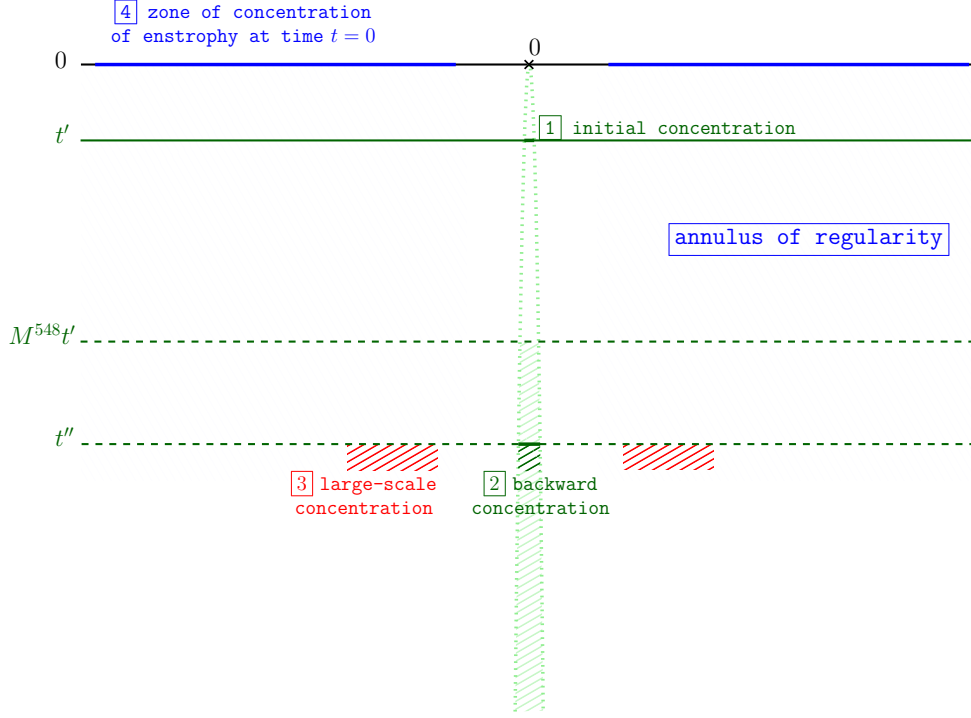 4 zone of concentration
of enstrophy at time t = 0
0
0
t′
1 initial concentration
annulus of regularity
M^548 t′
t″
3 large-scale
concentration
2 backward
concentration